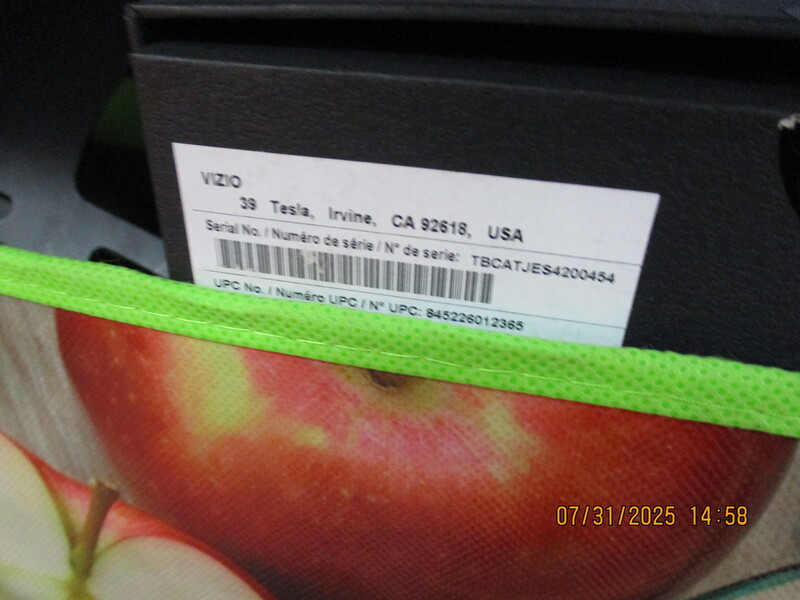 VIZIO
39 Tesla, Irvine, CA 92618, USA
Serial No. / Numéro de série / N° de serie: TBCATJES4200454
UPC No. / Numéro UPC / N° UPC: 845226012365
07/31/2025 14:58